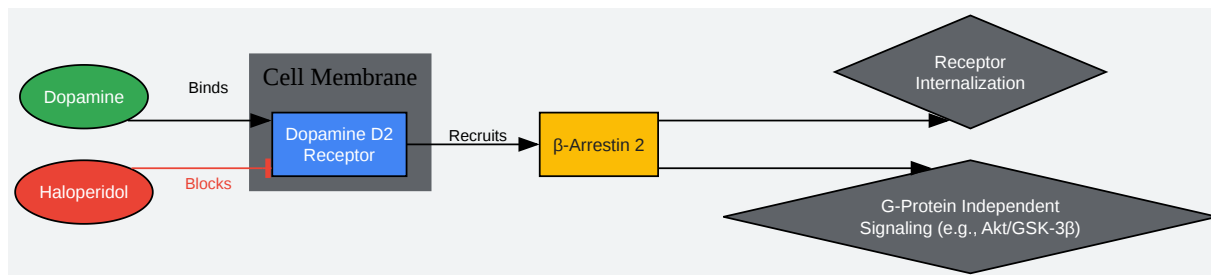 Dopamine
Binds
Cell Membrane
Dopamine D2
Receptor
Haloperidol
Blocks
Recruits
β-Arrestin 2
Receptor
Internalization
G-Protein Independent
Signaling (e.g., Akt/GSK-3β)